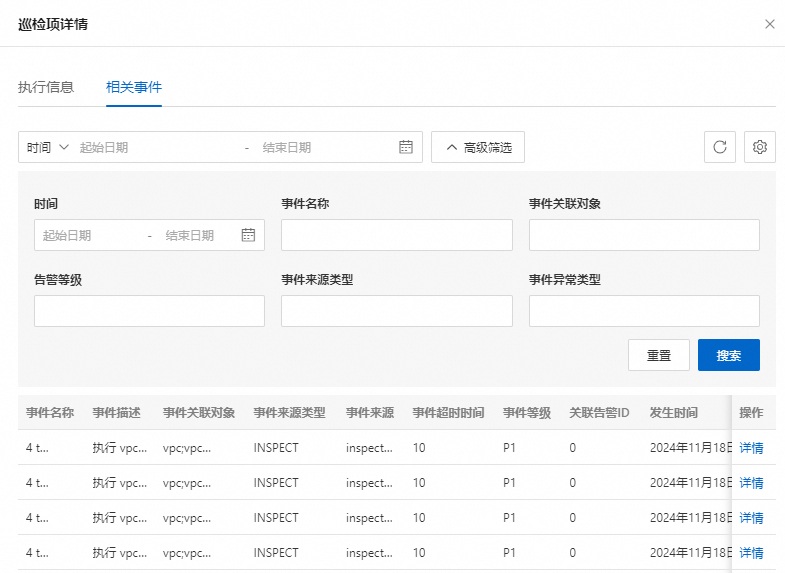 巡检项详情
执行信息 相关事件
时间 起始日期 - 结束日期 高级筛选
时间 事件名称 事件关联对象
起始日期 - 结束日期
告警等级 事件来源类型 事件异常类型
重置 搜索
事件名称 事件描述 事件关联对象 事件来源类型 事件来源 事件超时时间 事件等级 关联告警ID 发生时间 操作
4 t... 执行 vpc... vpc;vpc... INSPECT inspect... 10 P1 0 2024年11月18日 详情
4 t... 执行 vpc... vpc;vpc... INSPECT inspect... 10 P1 0 2024年11月18日 详情
4 t... 执行 vpc... vpc;vpc... INSPECT inspect... 10 P1 0 2024年11月18日 详情
4 t... 执行 vpc... vpc;vpc... INSPECT inspect... 10 P1 0 2024年11月18日 详情